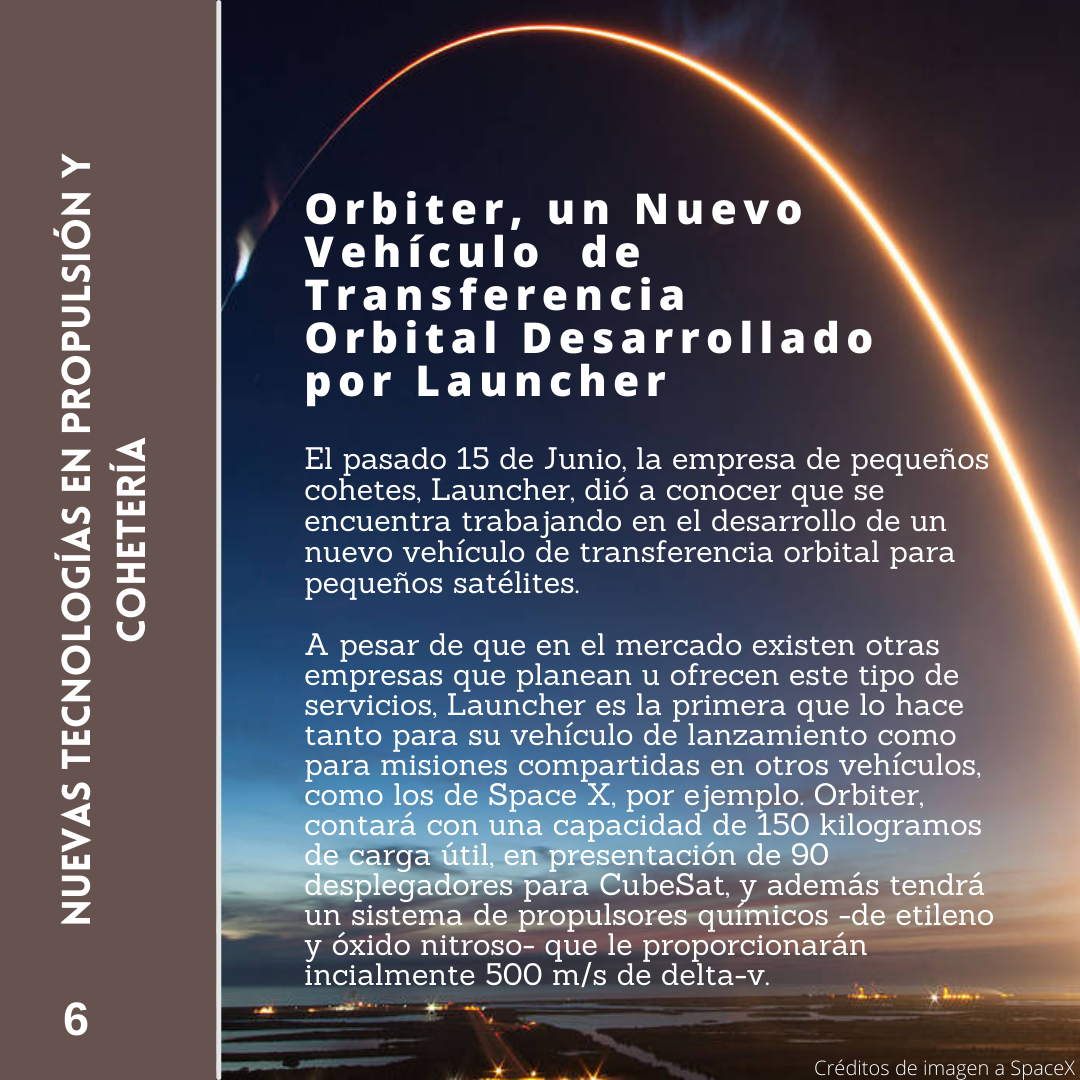 NUEVAS TECNOLOGÍAS EN PROPULSIÓN Y
COHETERÍA
6
Orbiter, un Nuevo
Vehículo de
Transferencia
Orbital Desarrollado
por Launcher
El pasado 15 de Junio, la empresa de pequeños
cohetes, Launcher, dió a conocer que se
encuentra trabajando en el desarrollo de un
nuevo vehículo de transferencia orbital para
pequeños satélites.
A pesar de que en el mercado existen otras
empresas que planean u ofrecen este tipo de
servicios, Launcher es la primera que lo hace
tanto para su vehículo de lanzamiento como
para misiones compartidas en otros vehículos,
como los de Space X, por ejemplo. Orbiter,
contará con una capacidad de 150 kilogramos
de carga útil, en presentación de 90
desplegadores para CubeSat, y además tendrá
un sistema de propulsores químicos -de etileno
y óxido nitroso- que le proporcionarán
incialmente 500 m/s de delta-v.
Créditos de imagen a SpaceX